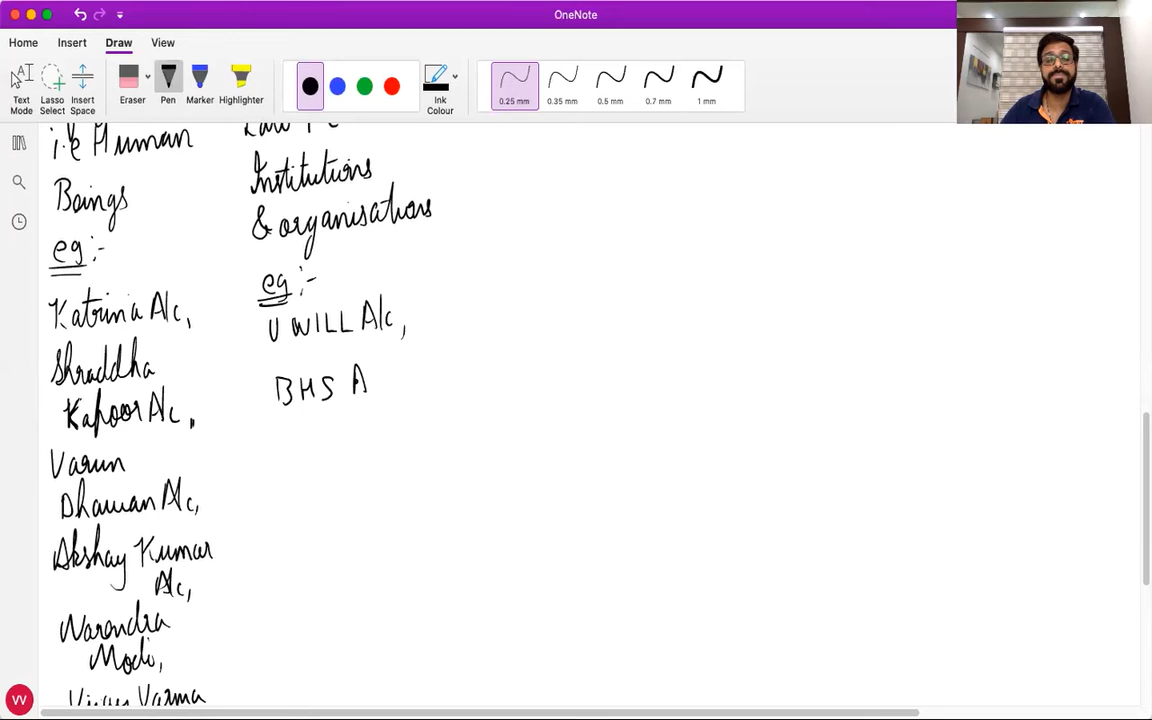 OneNote
Home Insert Draw View
Text Mode
Lasso Select
Insert Space
Eraser
Pen
Marker
Highlighter
Ink Colour
0.25 mm
0.35 mm
0.5 mm
0.7 mm
1 mm
i.e Human
Beings
eg :-
Katrina A/c,
Shraddha
Kapoor A/c,
Varun
Dhawan A/c,
Akshay Kumar
A/c,
Narendra
Modi,
Varma
Institutions
& organisations
eg :-
U WILL A/c,
BHS A
VV